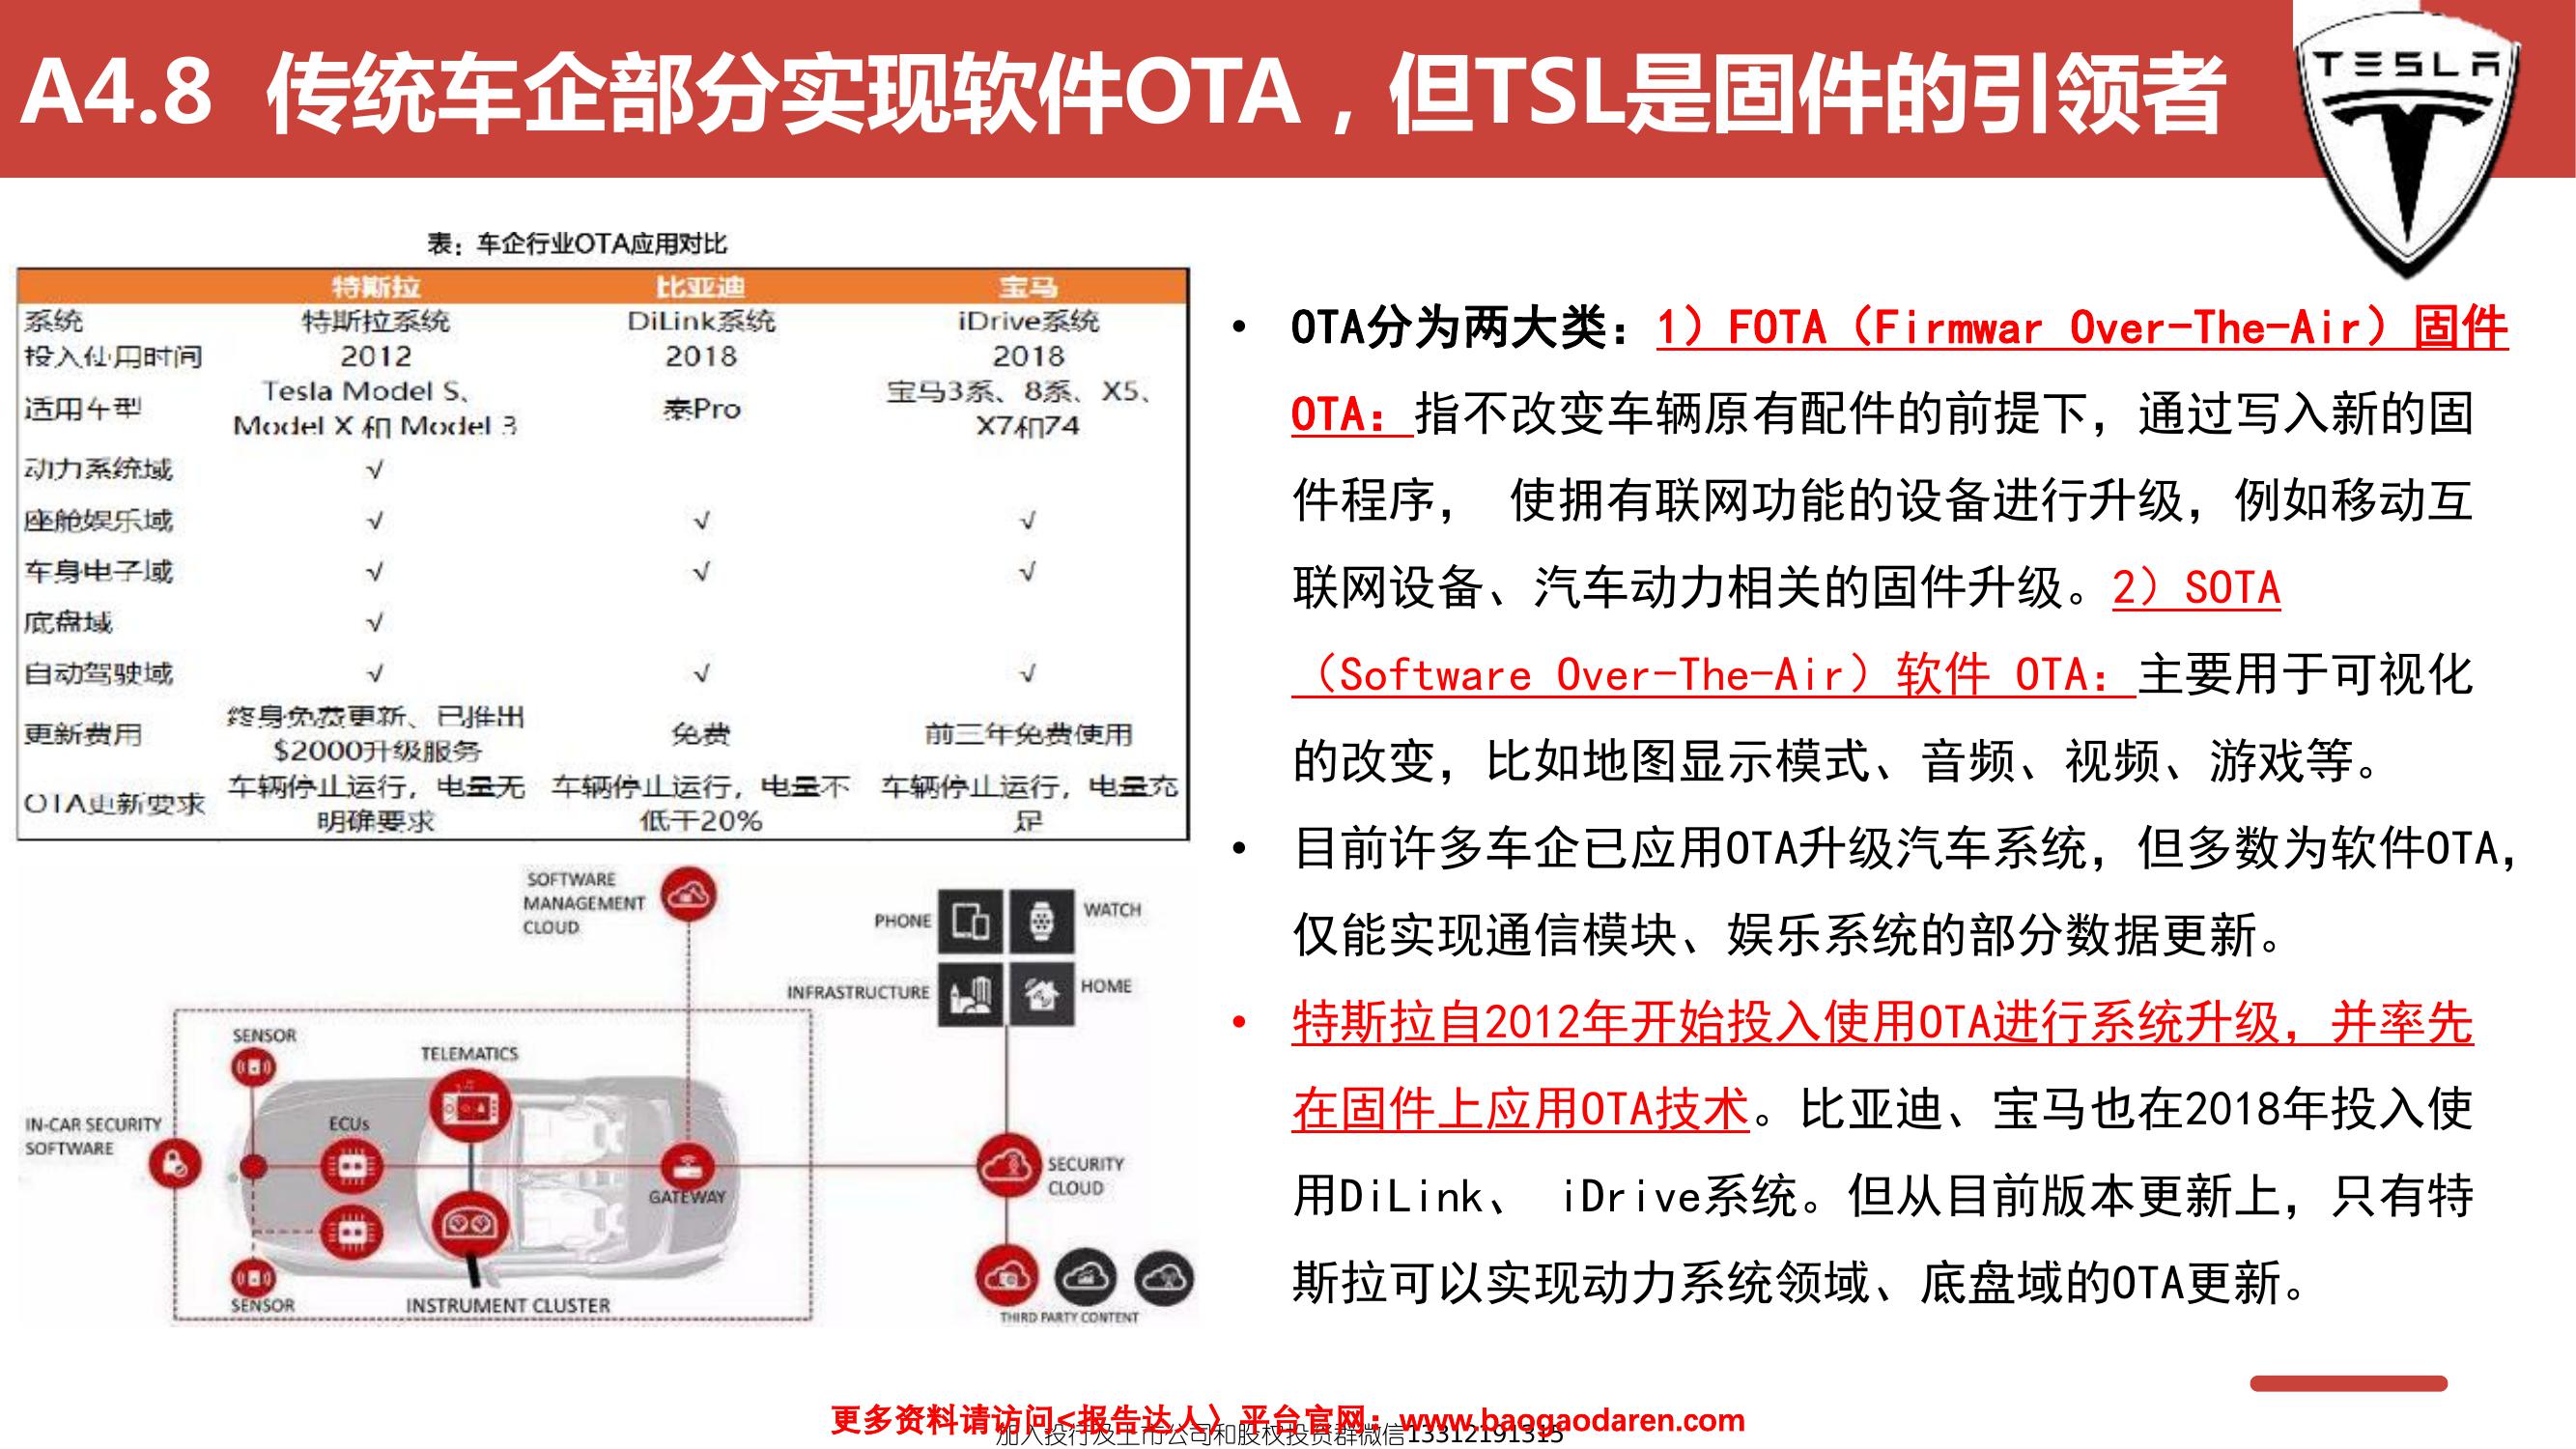 A4.8 传统车企部分实现软件OTA，但TSL是固件的引领者
TESLA
表：车企行业OTA应用对比
特斯拉 比亚迪 宝马
系统 特斯拉系统 DiLink系统 iDrive系统
投入使用时间 2012 2018 2018
适用车型 Tesla Model S、Model X 和 Model 3 秦Pro 宝马3系、8系、X5、X7和Z4
动力系统域 √
座舱娱乐域 √ √ √
车身电子域 √ √ √
底盘域 √
自动驾驶域 √ √ √
更新费用 终身免费更新、已推出$2000升级服务 免费 前三年免费使用
OTA更新要求 车辆停止运行，电量无明确要求 车辆停止运行，电量不低于20% 车辆停止运行，电量充足
SOFTWARE
MANAGEMENT
CLOUD
PHONE
WATCH
INFRASTRUCTURE
HOME
SENSOR
TELEMATICS
IN-CAR SECURITY
SOFTWARE
ECUs
GATEWAY
SECURITY
CLOUD
SENSOR
INSTRUMENT CLUSTER
THIRD PARTY CONTENT
• OTA分为两大类：1）FOTA（Firmwar Over-The-Air）固件
OTA：指不改变车辆原有配件的前提下，通过写入新的固
件程序， 使拥有联网功能的设备进行升级，例如移动互
联网设备、汽车动力相关的固件升级。2）SOTA
（Software Over-The-Air）软件 OTA：主要用于可视化
的改变，比如地图显示模式、音频、视频、游戏等。
• 目前许多车企已应用OTA升级汽车系统，但多数为软件OTA，
仅能实现通信模块、娱乐系统的部分数据更新。
• 特斯拉自2012年开始投入使用OTA进行系统升级，并率先
在固件上应用OTA技术。比亚迪、宝马也在2018年投入使
用DiLink、 iDrive系统。但从目前版本更新上，只有特
斯拉可以实现动力系统领域、底盘域的OTA更新。
更多资料请访问<报告达人〉平台官网：www.baogaodaren.com
加入投行及上市公司和股权投资群微信13312191315